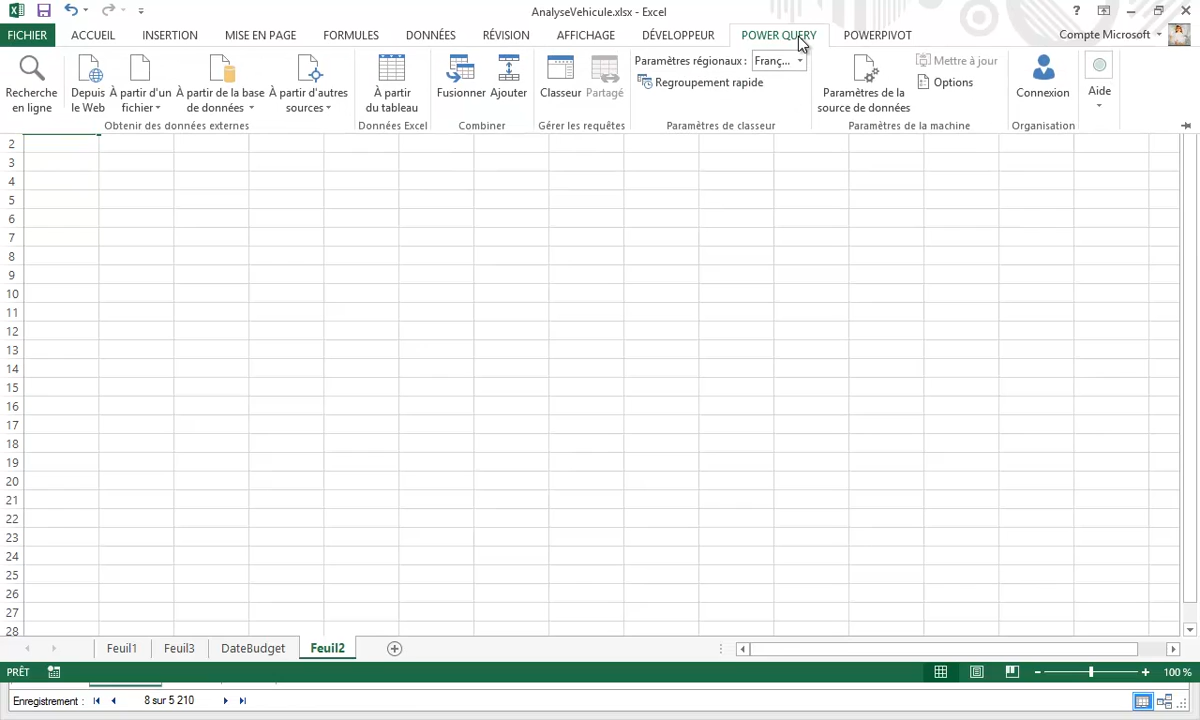 AnalyseVehicule.xlsx - Excel
?
FICHIER ACCUEIL INSERTION MISE EN PAGE FORMULES DONNÉES RÉVISION AFFICHAGE DÉVELOPPEUR POWER QUERY POWERPIVOT Compte Microsoft
Recherche en ligne
Depuis le Web
À partir d'un fichier
À partir de la base de données
À partir d'autres sources
Obtenir des données externes
À partir du tableau
Données Excel
Fusionner Ajouter
Combiner
Classeur Partagé
Gérer les requêtes
Paramètres régionaux : Franç...
Regroupement rapide
Paramètres de classeur
Paramètres de la source de données
Mettre à jour
Options
Paramètres de la machine
Connexion
Organisation
Aide
2
3
4
5
6
7
8
9
10
11
12
13
14
15
16
17
18
19
20
21
22
23
24
25
26
27
28
Feuil1 Feuil3 DateBudget Feuil2
PRÊT 100 %
Enregistrement : 8 sur 5 210